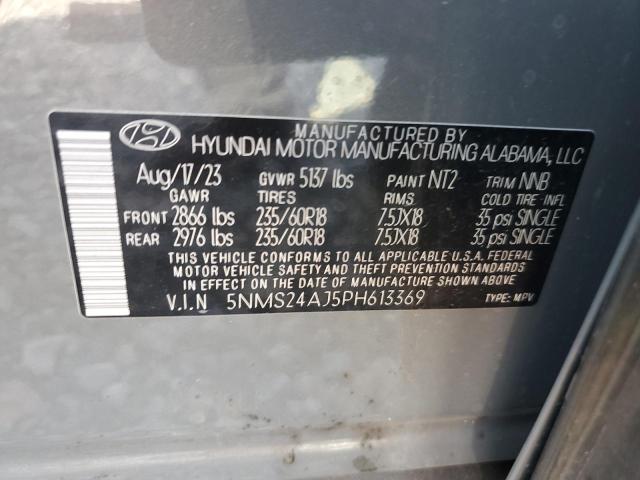 MANUFACTURED BY
HYUNDAI MOTOR MANUFACTURING ALABAMA, LLC
Aug/17/23 GVWR 5137 lbs PAINT NT2 TRIM NNB
GAWR TIRES RIMS COLD TIRE INFL
FRONT 2866 lbs 235/60R18 7.5JX18 35 psi SINGLE
REAR 2976 lbs 235/60R18 7.5JX18 35 psi SINGLE
THIS VEHICLE CONFORMS TO ALL APPLICABLE U.S.A. FEDERAL
MOTOR VEHICLE SAFETY AND THEFT PREVENTION STANDARDS
IN EFFECT ON THE DATE OF MANUFACTURE SHOWN ABOVE.
V.I.N 5NMS24AJ5PH613369 TYPE: MPV